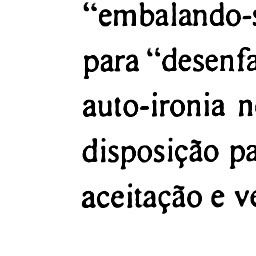 “embalando-
para “desenfa
auto-ironia
disposição pa
aceitação e ve